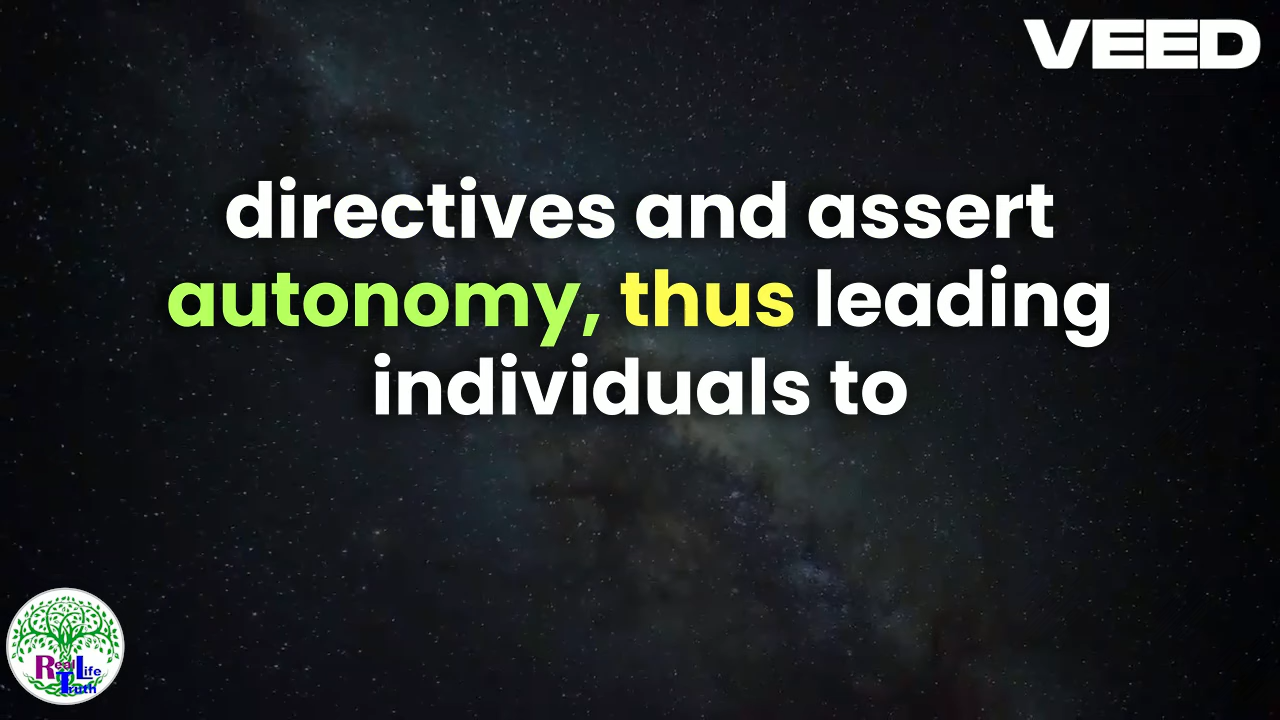 VEED
directives and assert
autonomy, thus leading
individuals to
Real Life
Truth